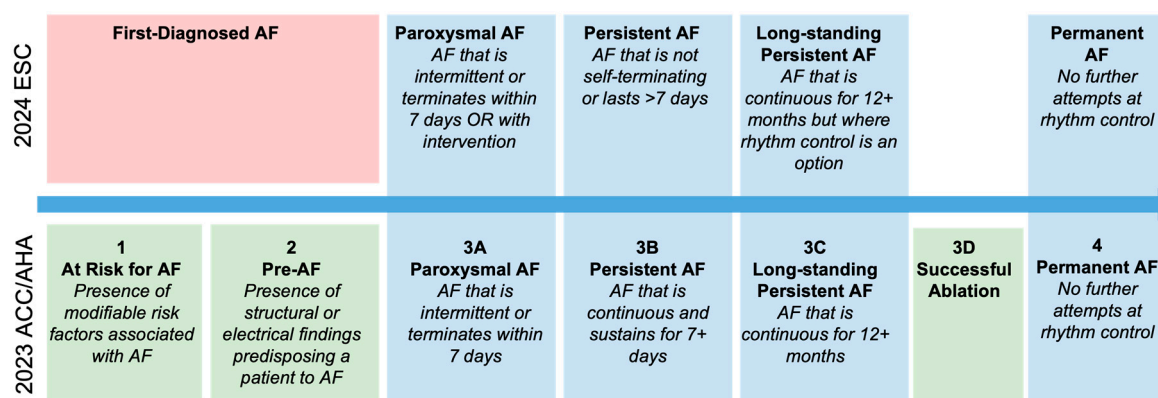 2024 ESC
First-Diagnosed AF
Paroxysmal AF
AF that is
intermittent or
terminates within
7 days OR with
intervention
Persistent AF
AF that is not
self-terminating
or lasts >7 days
Long-standing
Persistent AF
AF that is
continuous for 12+
months but where
rhythm control is an
option
Permanent
AF
No further
attempts at
rhythm control
2023 ACC/AHA
1
At Risk for AF
Presence of
modifiable risk
factors associated
with AF
2
Pre-AF
Presence of
structural or
electrical findings
predisposing a
patient to AF
3A
Paroxysmal AF
AF that is
intermittent or
terminates within
7 days
3B
Persistent AF
AF that is
continuous and
sustains for 7+
days
3C
Long-standing
Persistent AF
AF that is
continuous for 12+
months
3D
Successful
Ablation
4
Permanent AF
No further
attempts at
rhythm control